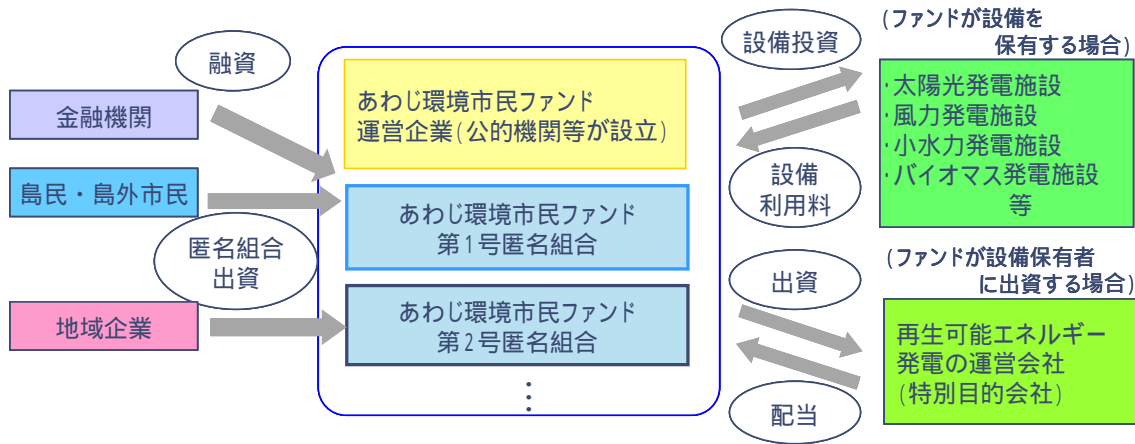 融資
金融機関
島民・島外市民
匿名組合
出資
地域企業
あわじ環境市民ファンド
運営企業(公的機関等が設立)
あわじ環境市民ファンド
第1号匿名組合
あわじ環境市民ファンド
第2号匿名組合
⋮
設備投資
設備
利用料
(ファンドが設備を
保有する場合)
・太陽光発電施設
・風力発電施設
・小水力発電施設
・バイオマス発電施設
等
出資
配当
(ファンドが設備保有者
に出資する場合)
再生可能エネルギー
発電の運営会社
(特別目的会社)